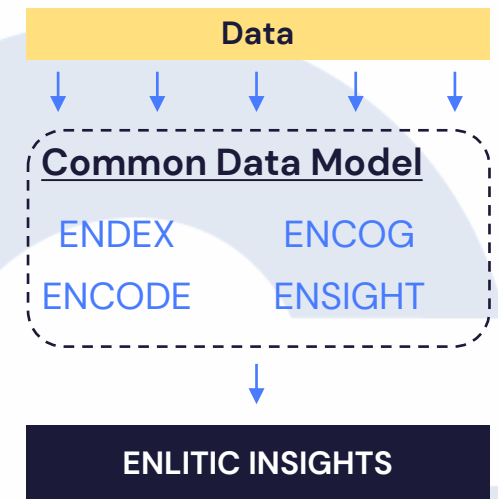 Data
Common Data Model
ENDEX ENCOG
ENCODE ENSIGHT
ENLITIC INSIGHTS